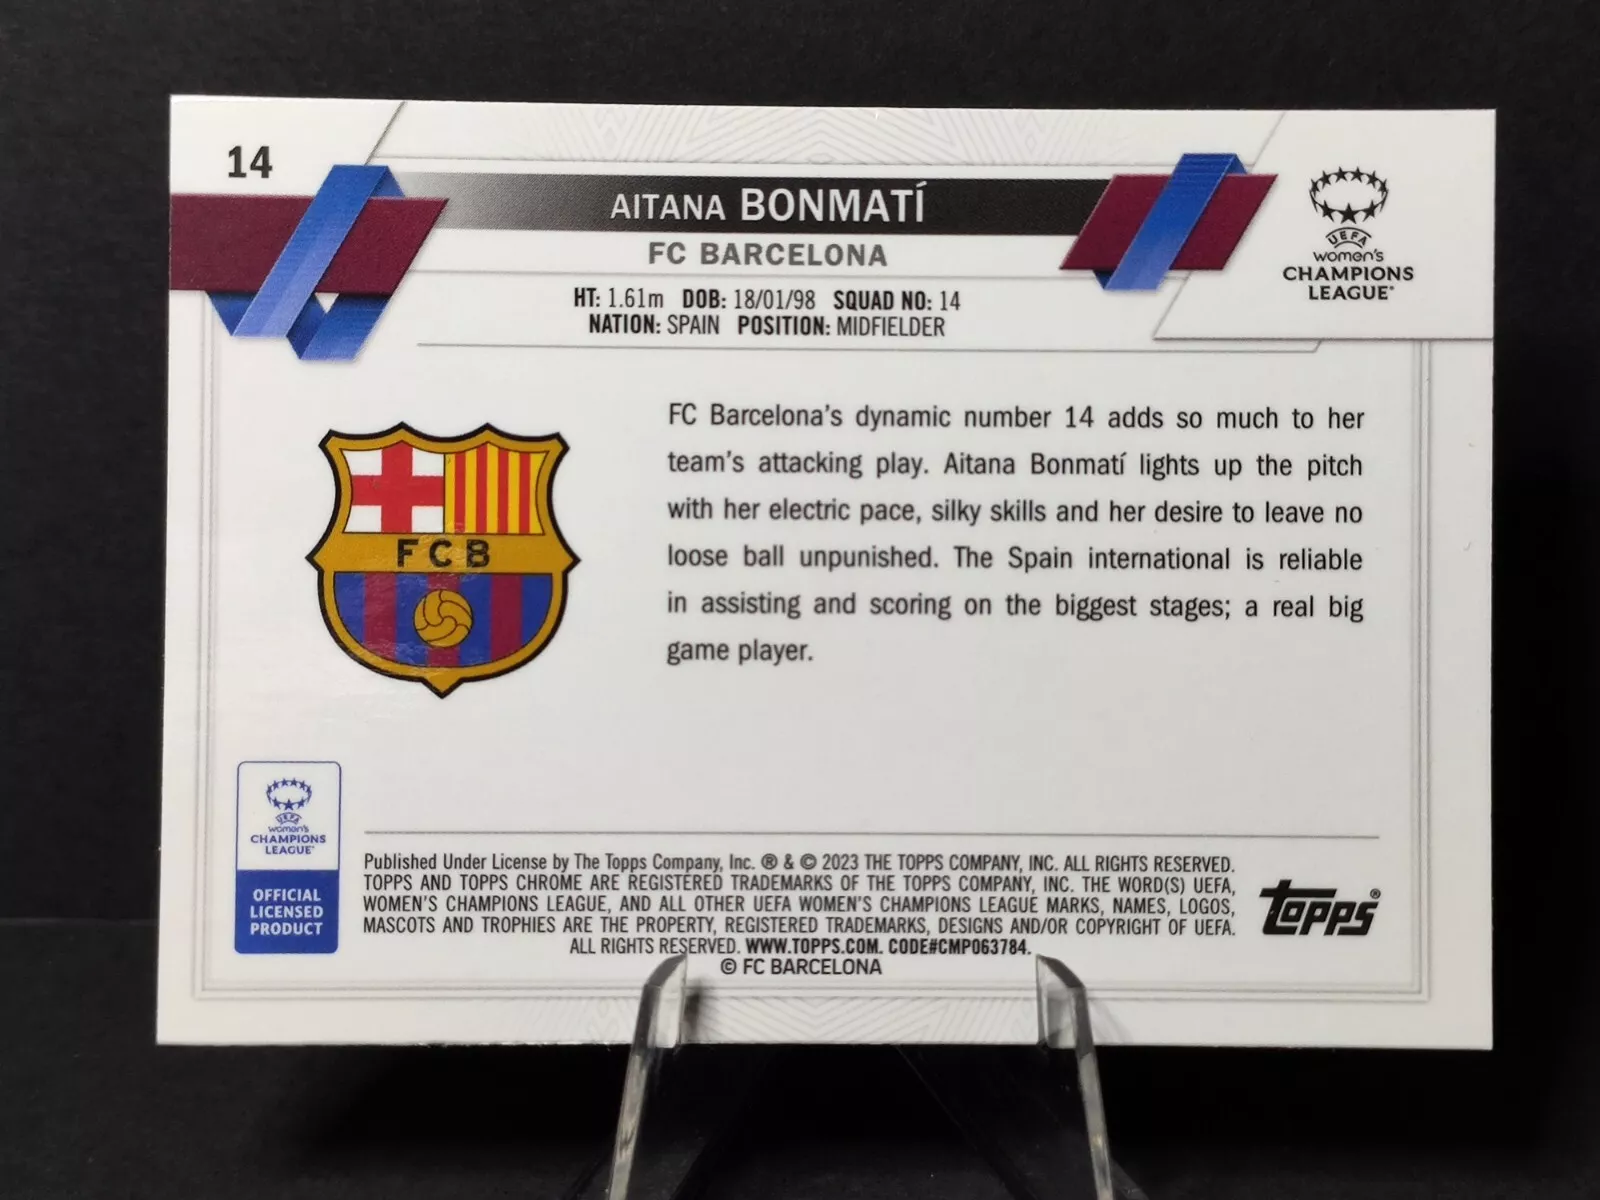 14
AITANA BONMATÍ
FC BARCELONA
HT: 1.61m DOB: 18/01/98 SQUAD NO: 14
NATION: SPAIN POSITION: MIDFIELDER
UEFA
women's
CHAMPIONS
LEAGUE
FC Barcelona's dynamic number 14 adds so much to her
team's attacking play. Aitana Bonmatí lights up the pitch
with her electric pace, silky skills and her desire to leave no
loose ball unpunished. The Spain international is reliable
in assisting and scoring on the biggest stages; a real big
game player.
FCB
UEFA
women's
CHAMPIONS
LEAGUE
OFFICIAL
LICENSED
PRODUCT
Published Under License by The Topps Company, Inc. ® & © 2023 THE TOPPS COMPANY, INC. ALL RIGHTS RESERVED.
TOPPS AND TOPPS CHROME ARE REGISTERED TRADEMARKS OF THE TOPPS COMPANY, INC. THE WORD(S) UEFA,
WOMEN'S CHAMPIONS LEAGUE, AND ALL OTHER UEFA WOMEN'S CHAMPIONS LEAGUE MARKS, NAMES, LOGOS,
MASCOTS AND TROPHIES ARE THE PROPERTY, REGISTERED TRADEMARKS, DESIGNS AND/OR COPYRIGHT OF UEFA.
ALL RIGHTS RESERVED. WWW.TOPPS.COM. CODE#CMP063784.
© FC BARCELONA
topps®